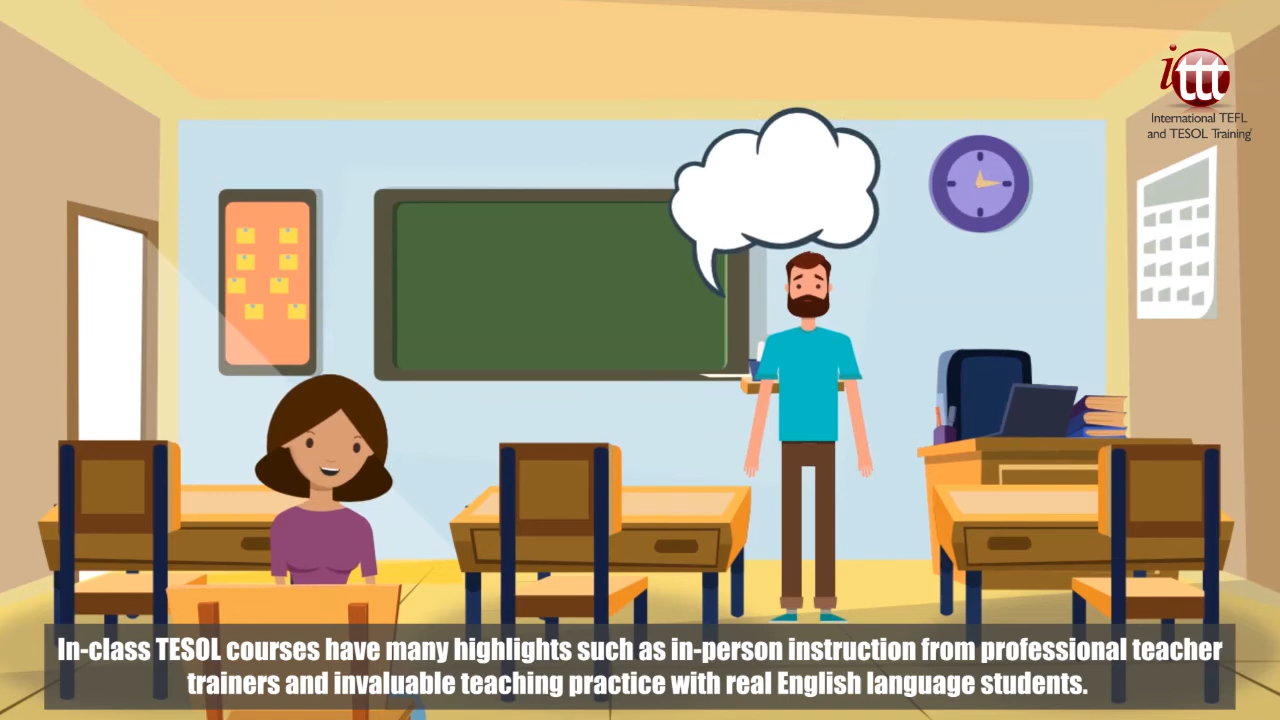 ittt
International TEFL
and TESOL Training
In-class TESOL courses have many highlights such as in-person instruction from professional teacher
trainers and invaluable teaching practice with real English language students.